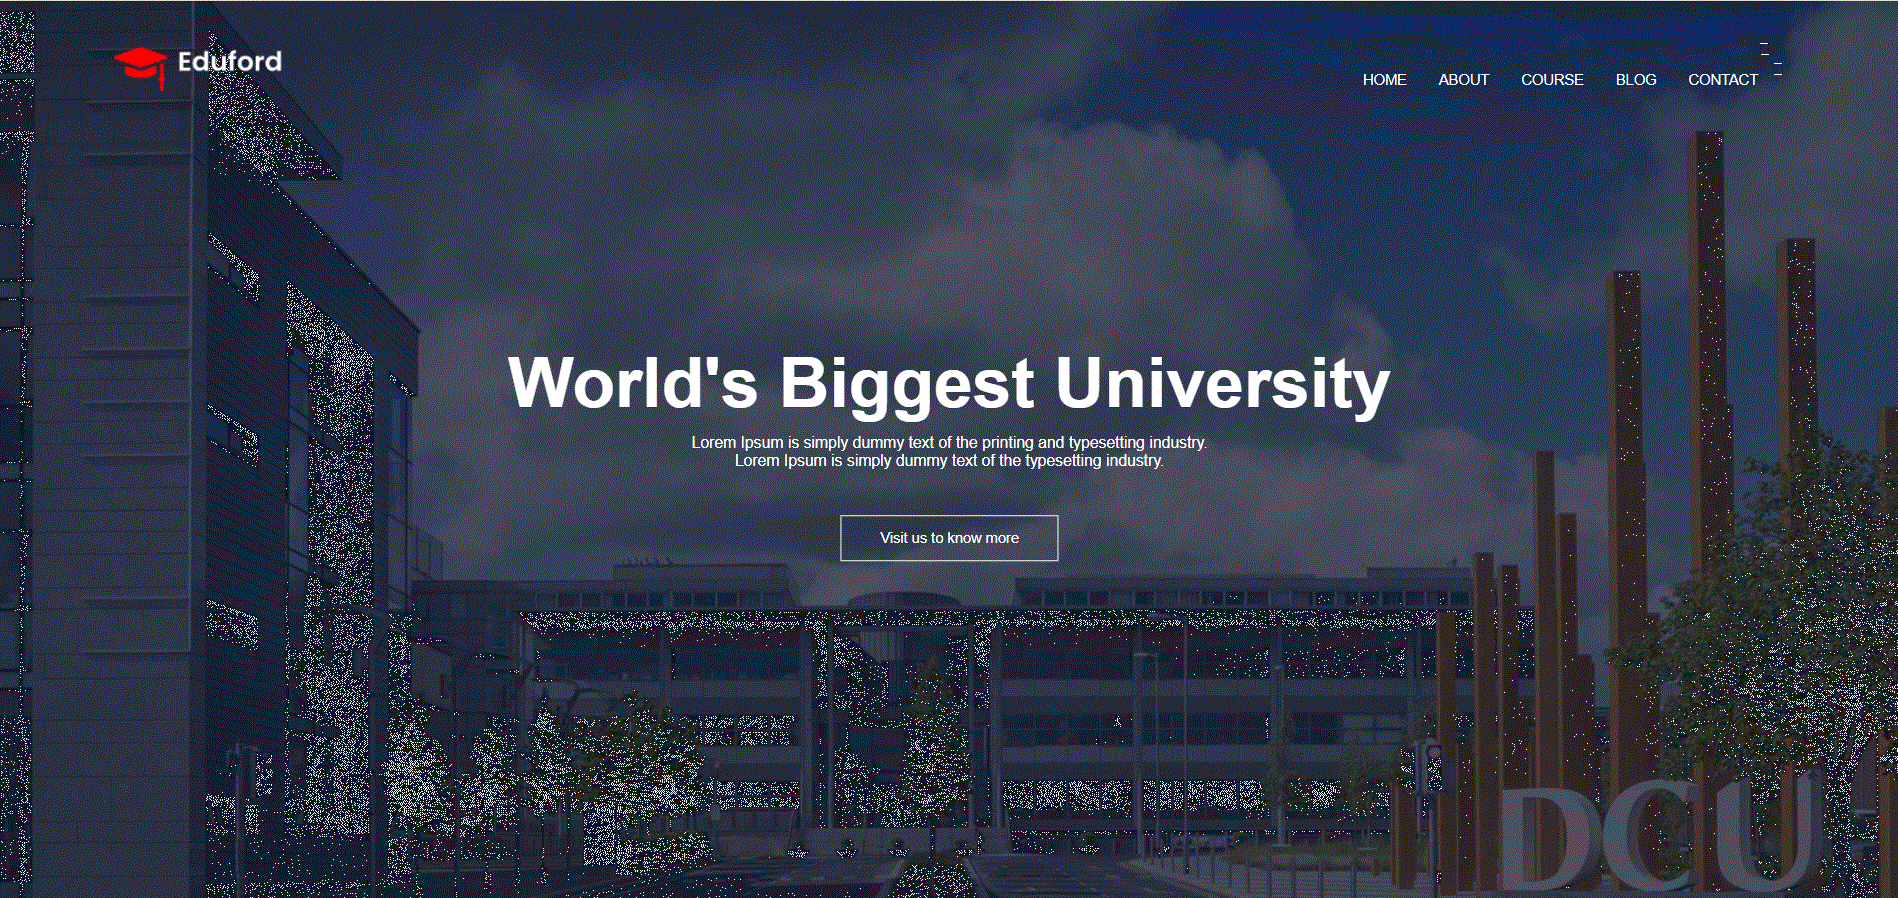 Eduford
HOME ABOUT COURSE BLOG CONTACT
World's Biggest University
Lorem Ipsum is simply dummy text of the printing and typesetting industry.
Lorem Ipsum is simply dummy text of the typesetting industry.
Visit us to know more
DCU